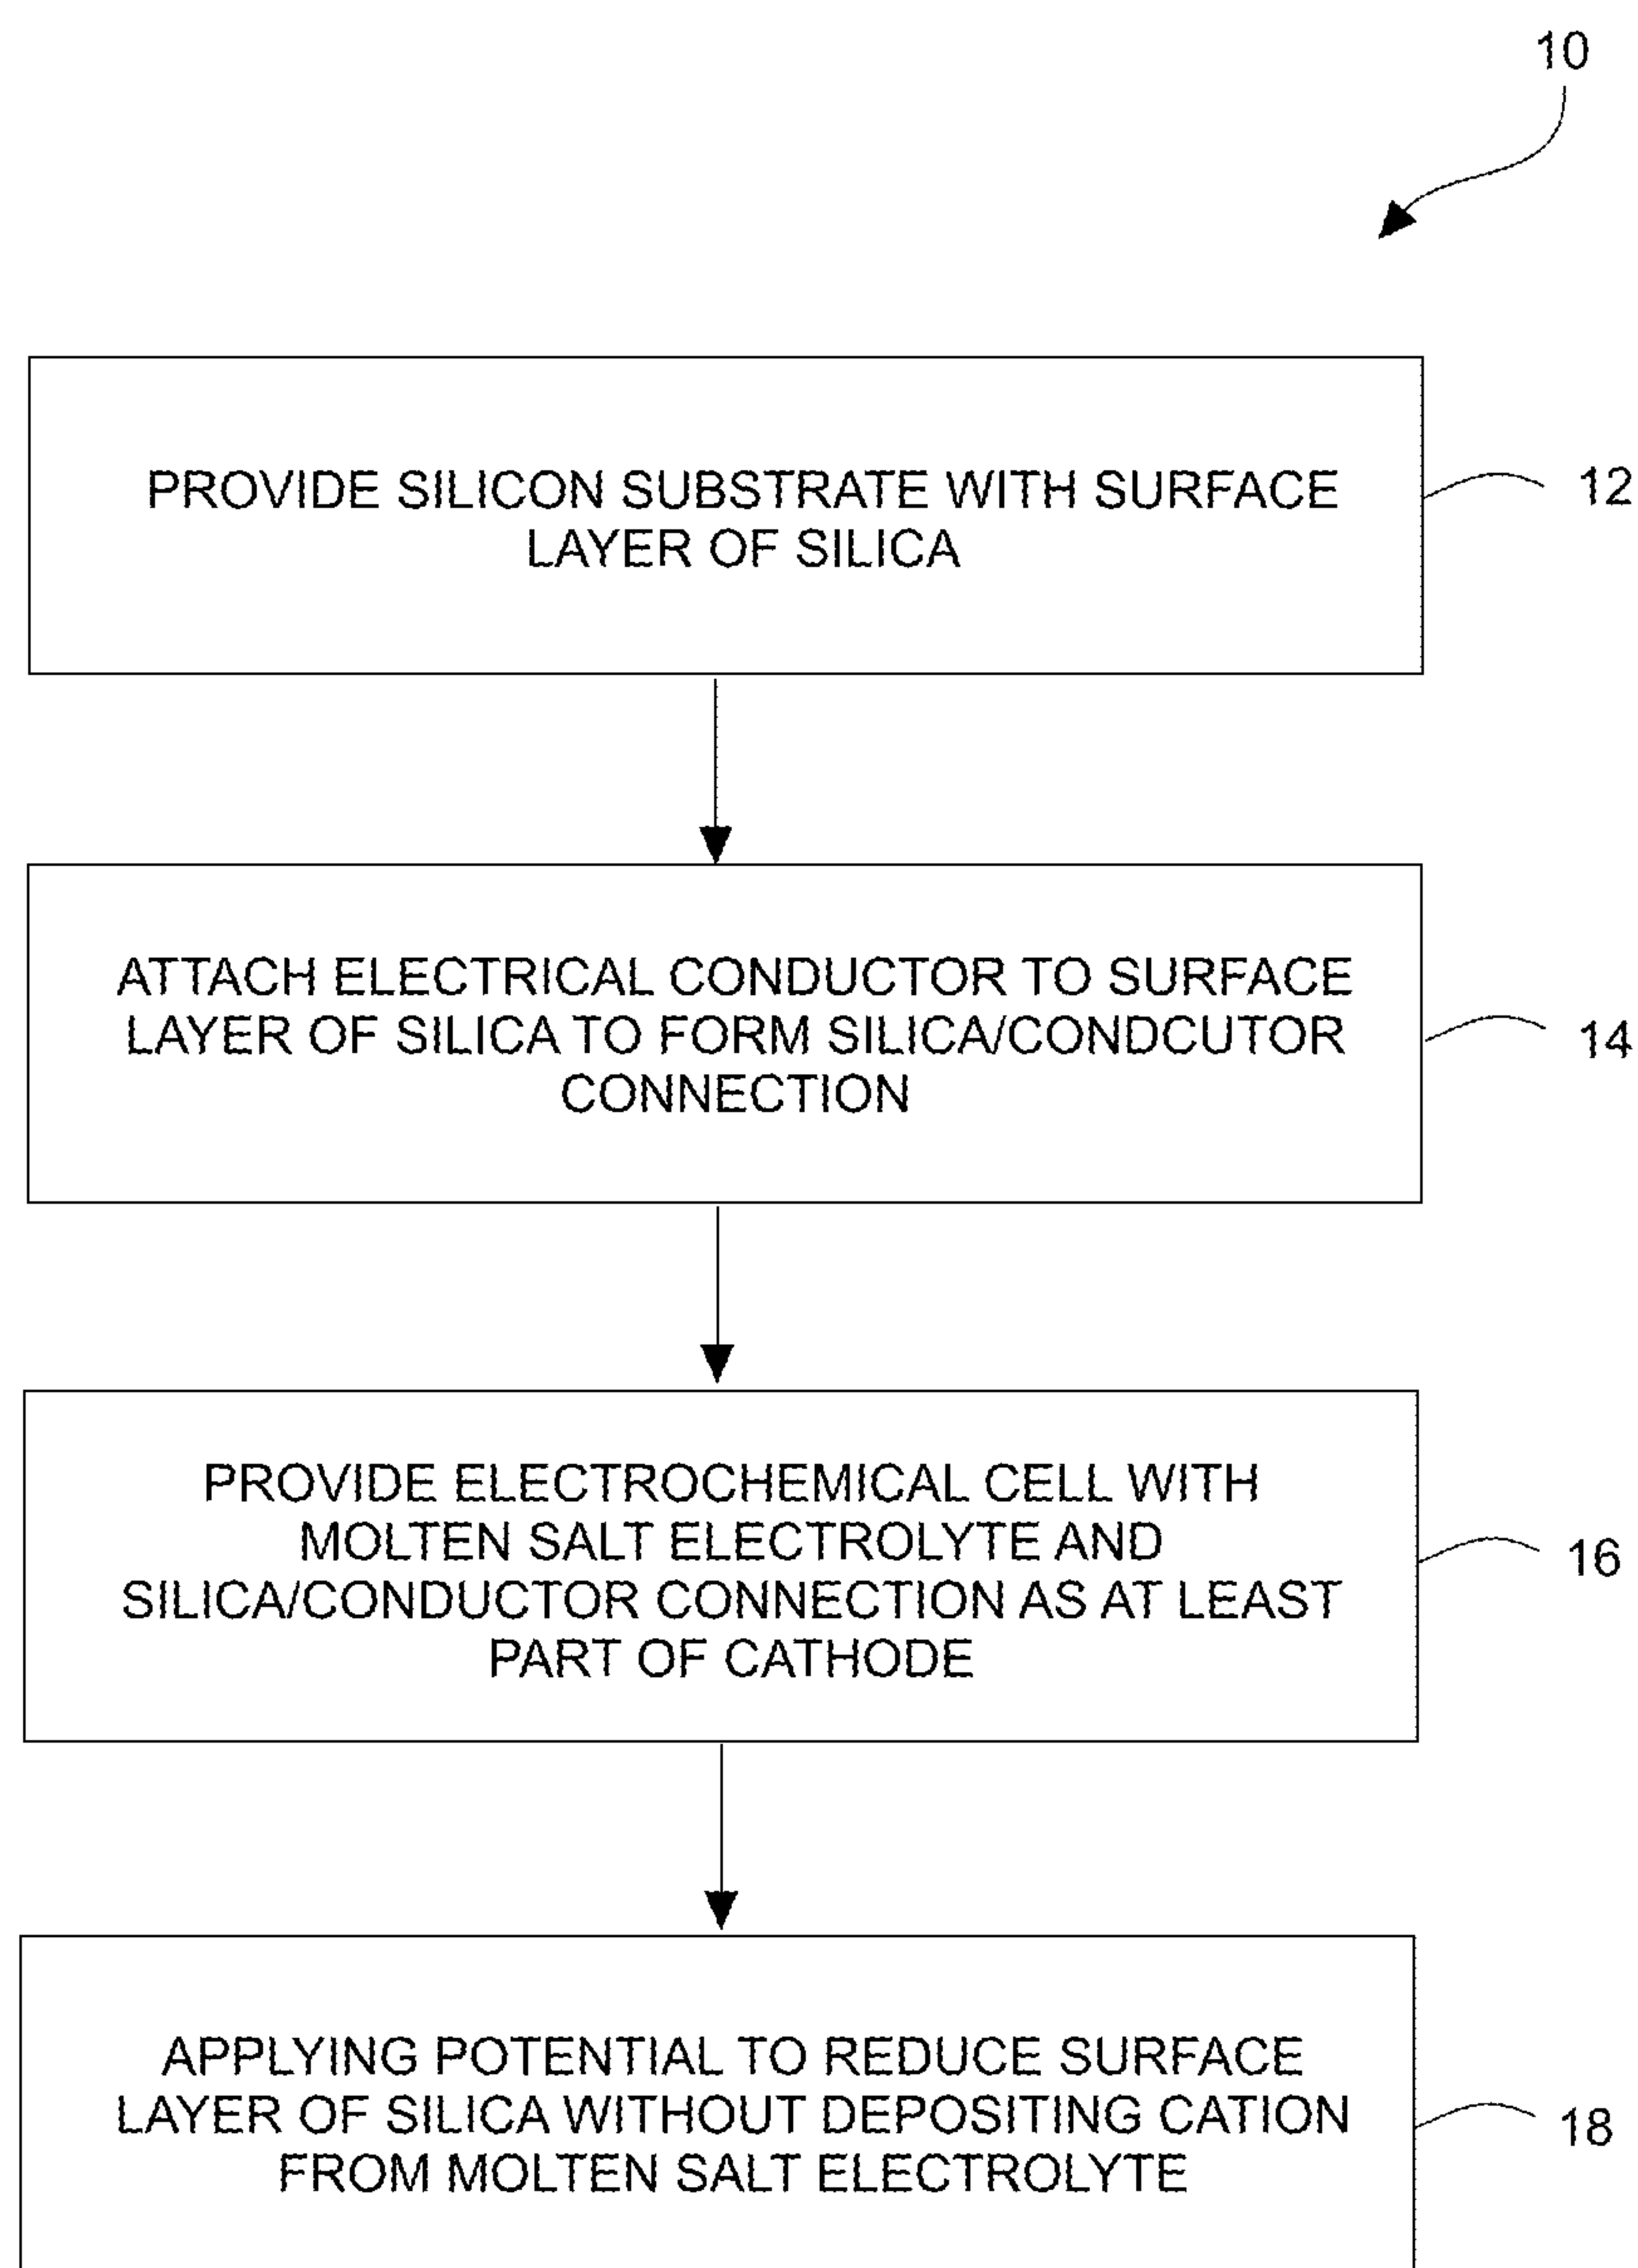 10
PROVIDE SILICON SUBSTRATE WITH SURFACE
LAYER OF SILICA
12
ATTACH ELECTRICAL CONDUCTOR TO SURFACE
LAYER OF SILICA TO FORM SILICA/CONDCUTOR
CONNECTION
14
PROVIDE ELECTROCHEMICAL CELL WITH
MOLTEN SALT ELECTROLYTE AND
SILICA/CONDUCTOR CONNECTION AS AT LEAST
PART OF CATHODE
16
APPLYING POTENTIAL TO REDUCE SURFACE
LAYER OF SILICA WITHOUT DEPOSITING CATION
FROM MOLTEN SALT ELECTROLYTE
18